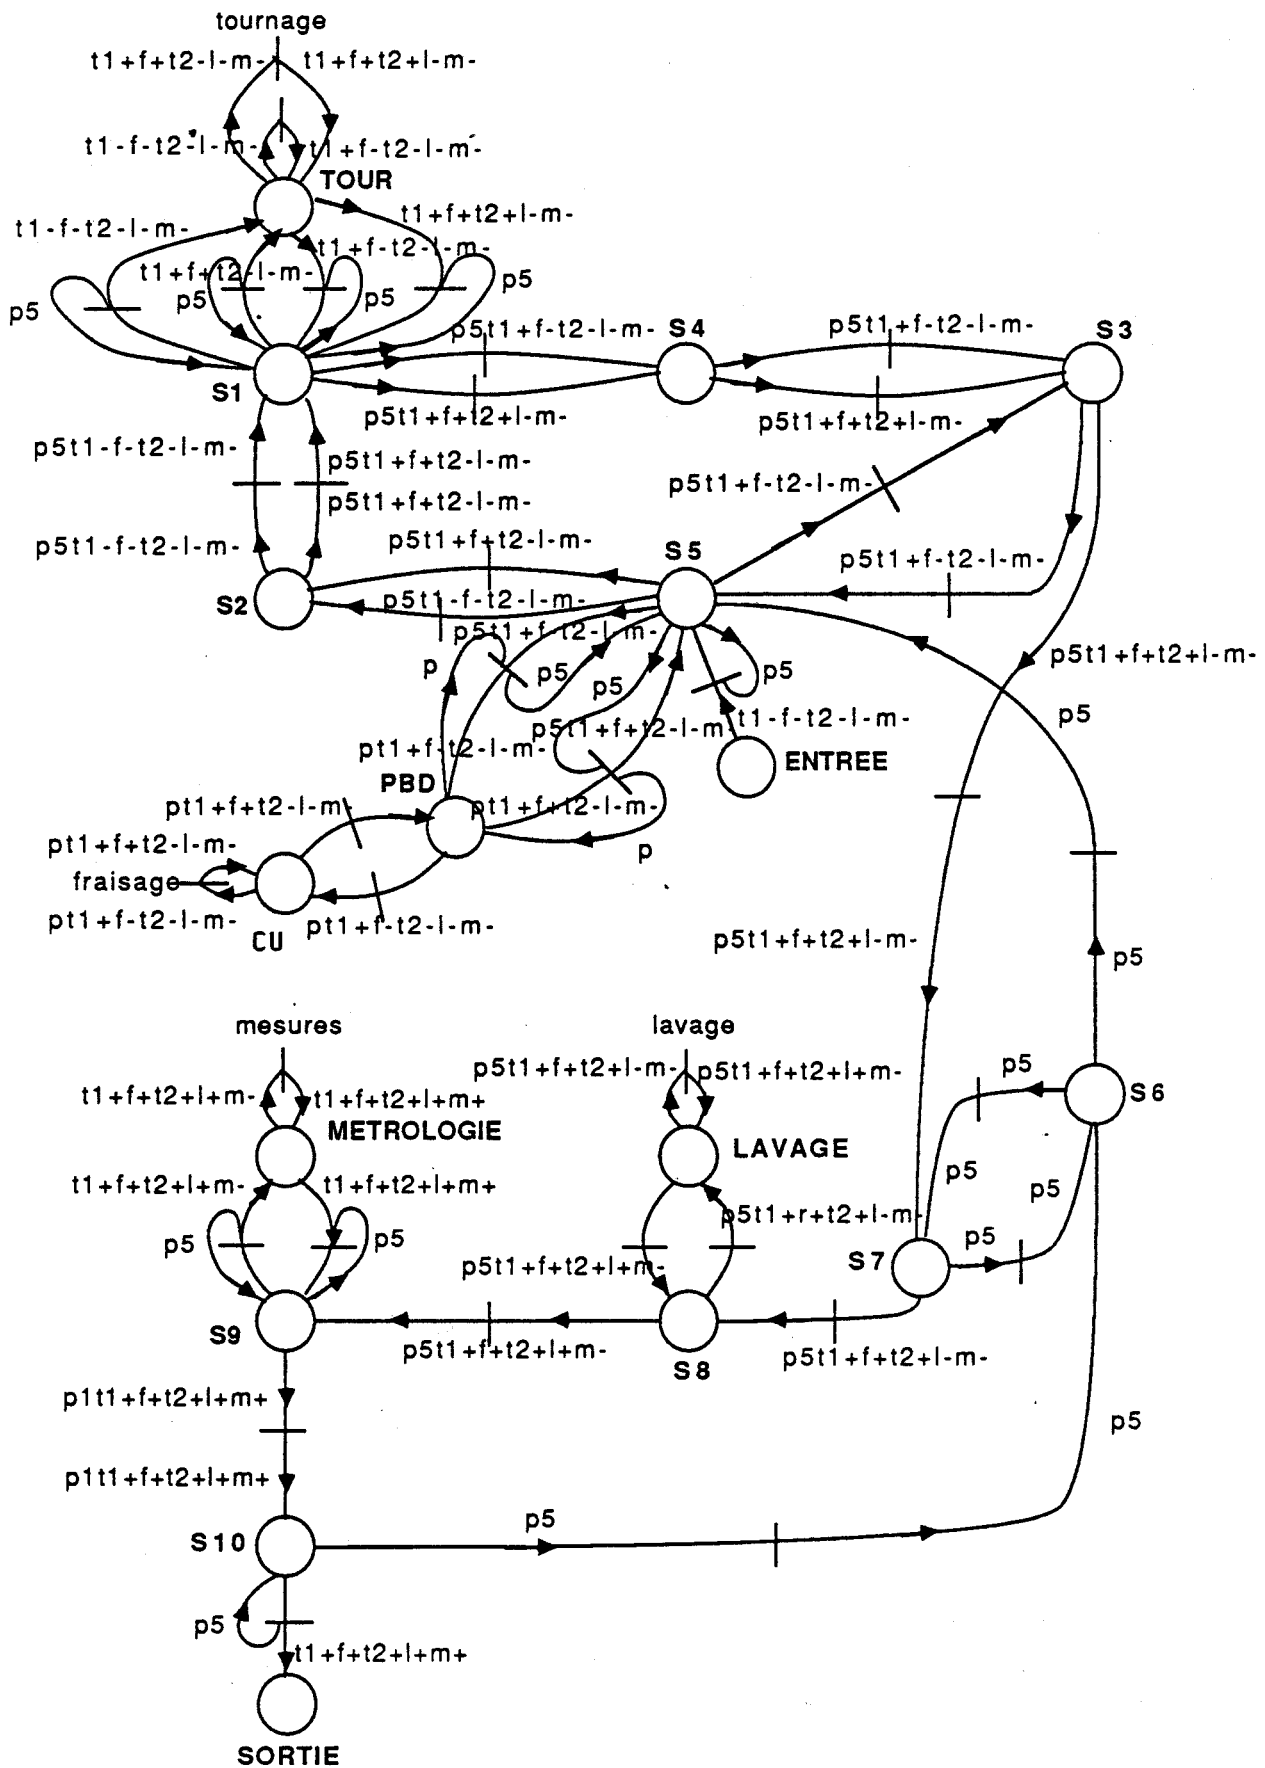 tournage
t1+f+t2-l-m-
t1+f+t2+l-m-
t1-f-t2-l-m-
t1+f-t2-l-m-
TOUR
t1-f-t2-l-m-
t1+f+t2+l-m-
t1+f-t2-l-m-
t1+f+t2-l-m-
p5
p5
p5
p5
S1
p5t1+f-t2-l-m-
S4
p5t1+f-t2-l-m-
S3
p5t1+f+t2+l-m-
p5t1+f+t2+l-m-
p5t1-f-t2-l-m-
p5t1+f+t2-l-m-
p5t1+f-t2-l-m-
p5t1+f+t2-l-m-
p5t1-f-t2-l-m-
p5t1+f+t2-l-m-
S5
p5t1+f-t2-l-m-
S2
p5t1-f-t2-l-m-
p5t1+f-t2-l-m-
p
p5
p5
p5
p5t1+f+t2+l-m-
p5
p5t1+f+t2-l-m
t1-f-t2-l-m-
pt1+f-t2-l-m-
ENTREE
PBD
pt1+f+t2-l-m-
pt1+f+t2-l-m-
pt1+f+t2-l-m-
p
fraisage
pt1+f-t2-l-m-
pt1+f-t2-l-m-
CU
p5t1+f+t2+l-m-
p5
mesures
lavage
p5t1+f+t2+l-m-
p5t1+f+t2+l+m-
p5
t1+f+t2+l+m-
t1+f+t2+l+m+
S6
METROLOGIE
LAVAGE
t1+f+t2+l+m-
t1+f+t2+l+m+
p5
p5
p5t1+r+t2+l-m-
p5
p5
p5
S7
p5t1+f+t2+l+m-
S9
p5t1+f+t2+l+m-
S8
p5t1+f+t2+l-m-
p1t1+f+t2+l+m+
p5
p1t1+f+t2+l+m+
S10
p5
p5
t1+f+t2+l+m+
SORTIE